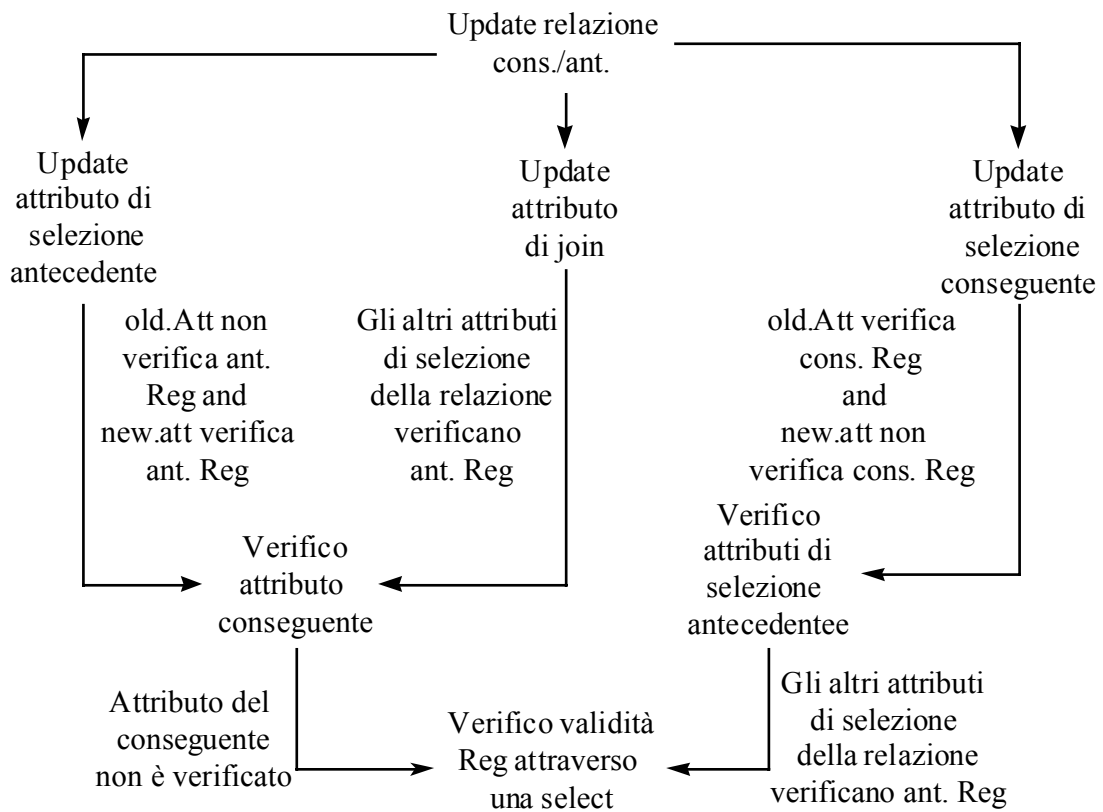 Update relazione
cons./ant.
Update
attributo di
selezione
antecedente
Update
attributo
di join
Update
attributo di
selezione
conseguente
old.Att non
verifica ant.
Reg and
new.att verifica
ant. Reg
Gli altri attributi
di selezione
della relazione
verificano
ant. Reg
old.Att verifica
cons. Reg
and
new.att non
verifica cons. Reg
Verifico
attributo
conseguente
Verifico
attributi di
selezione
antecedentee
Attributo del
conseguente
non è verificato
Verifico validità
Reg attraverso
una select
Gli altri attributi
di selezione
della relazione
verificano ant. Reg